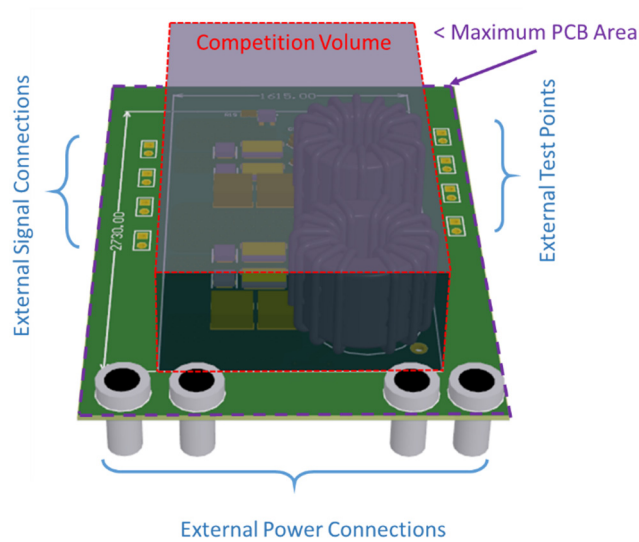 Competition Volume
< Maximum PCB Area
1615.00
External Signal Connections
2730.00
External Test Points
External Power Connections